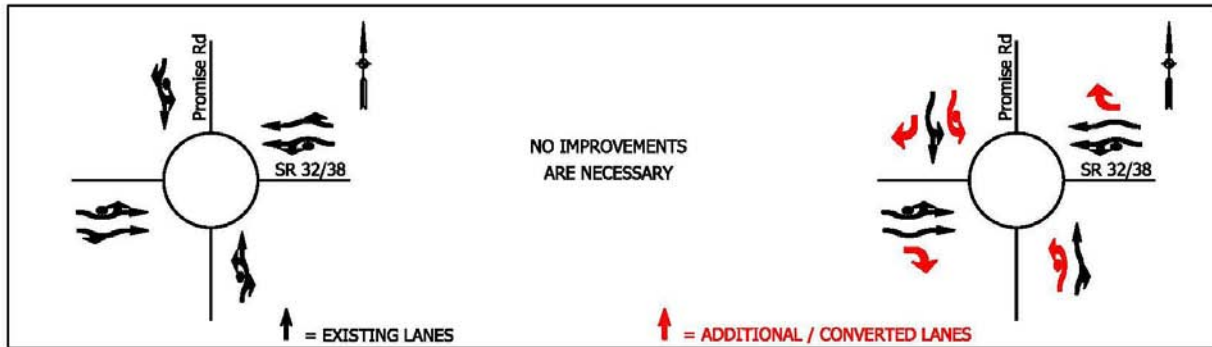 Promise Rd
SR 32/38
NO IMPROVEMENTS
ARE NECESSARY
Promise Rd
SR 32/38
= EXISTING LANES
= ADDITIONAL / CONVERTED LANES